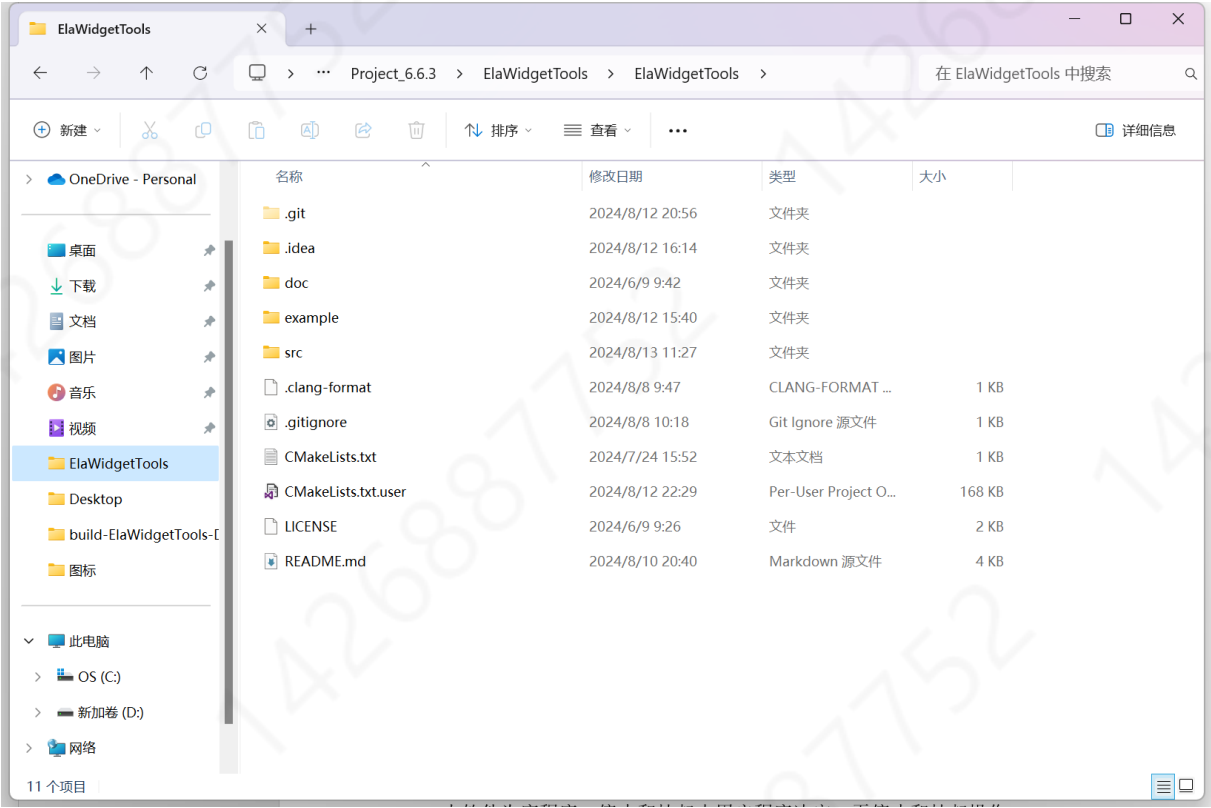 ElaWidgetTools
Project_6.6.3 ElaWidgetTools ElaWidgetTools 在 ElaWidgetTools 中搜索
新建 排序 查看 详细信息
OneDrive - Personal
桌面
下载
文档
图片
音乐
视频
ElaWidgetTools
Desktop
build-ElaWidgetTools-D
图标
此电脑
OS (C:)
新加卷 (D:)
网络
名称 修改日期 类型 大小
.git 2024/8/12 20:56 文件夹
.idea 2024/8/12 16:14 文件夹
doc 2024/6/9 9:42 文件夹
example 2024/8/12 15:40 文件夹
src 2024/8/13 11:27 文件夹
.clang-format 2024/8/8 9:47 CLANG-FORMAT ... 1 KB
.gitignore 2024/8/8 10:18 Git Ignore 源文件 1 KB
CMakeLists.txt 2024/7/24 15:52 文本文档 1 KB
CMakeLists.txt.user 2024/8/12 22:29 Per-User Project O... 168 KB
LICENSE 2024/6/9 9:26 文件 2 KB
README.md 2024/8/10 20:40 Markdown 源文件 4 KB
11 个项目
1426887752